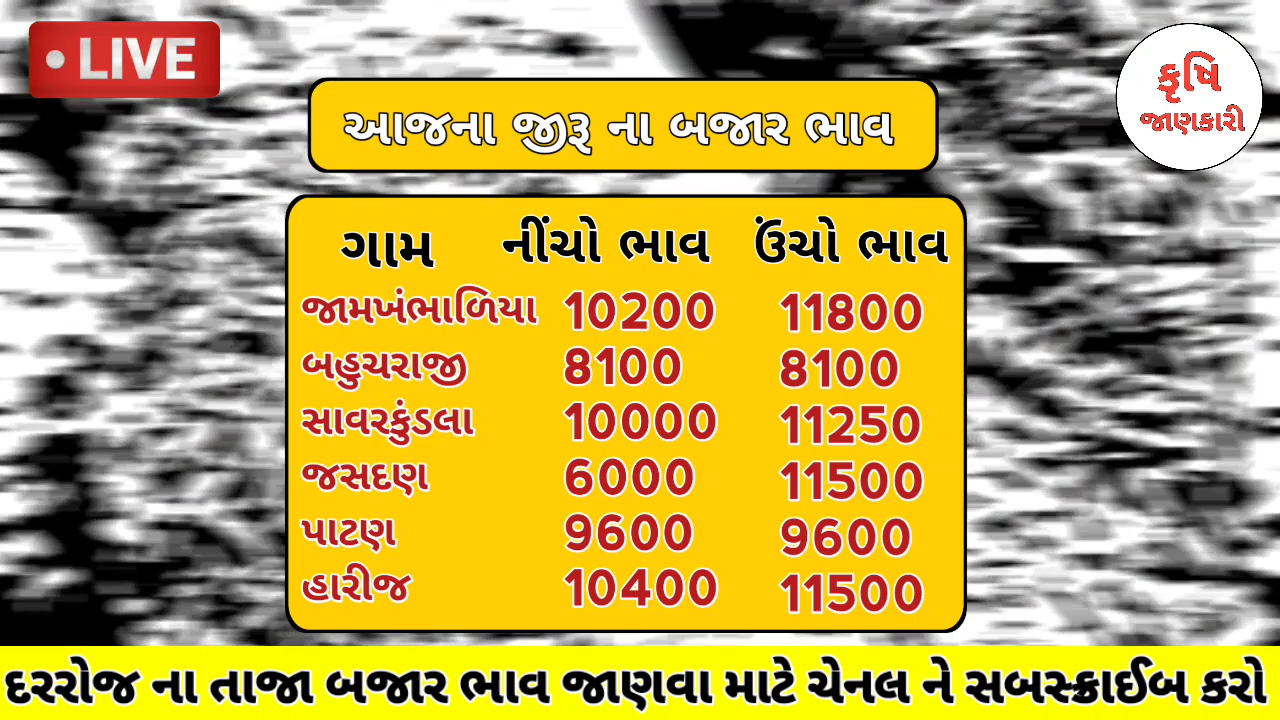 LIVE
કૃષિ
જાણકારી
આજના જીરૂ ના બજાર ભાવ
ગામ નીંચો ભાવ ઉંચો ભાવ
જામખંભાળિયા 10200 11800
બહુચરાજી 8100 8100
સાવરકુંડલા 10000 11250
જસદણ 6000 11500
પાટણ 9600 9600
હારીજ 10400 11500
દરરોજ ના તાજા બજાર ભાવ જાણવા માટે ચેનલ ને સબસ્ક્રાઈબ કરો